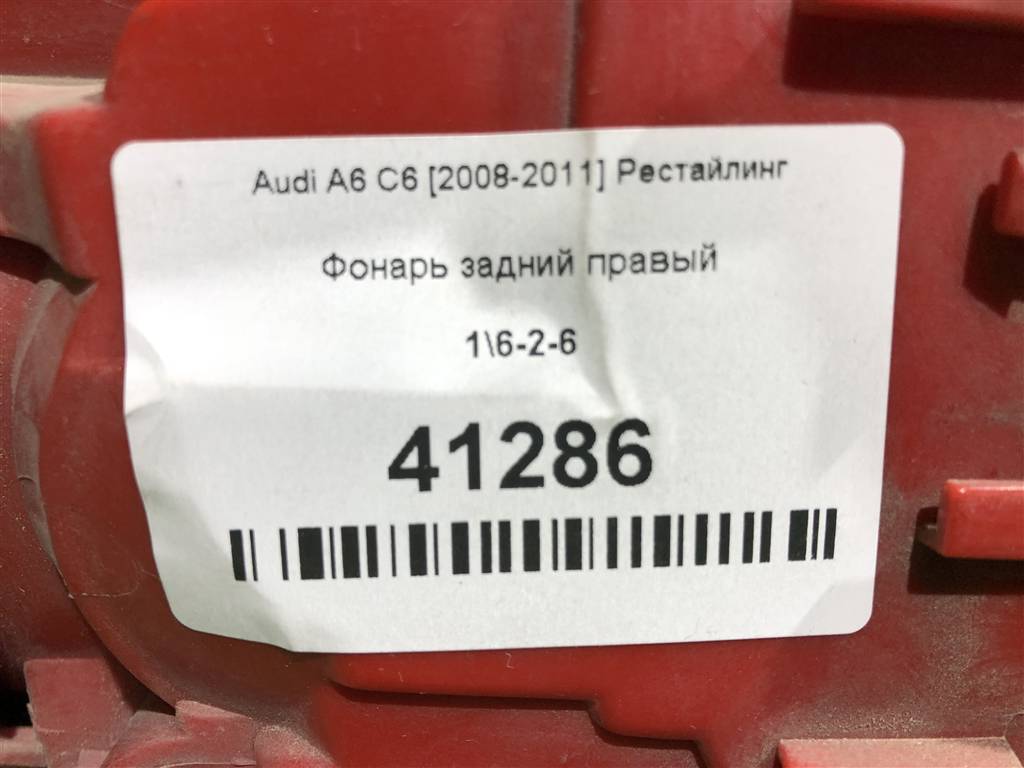 Audi A6 C6 [2008-2011] Рестайлинг
Фонарь задний правый
1\6-2-6
41286